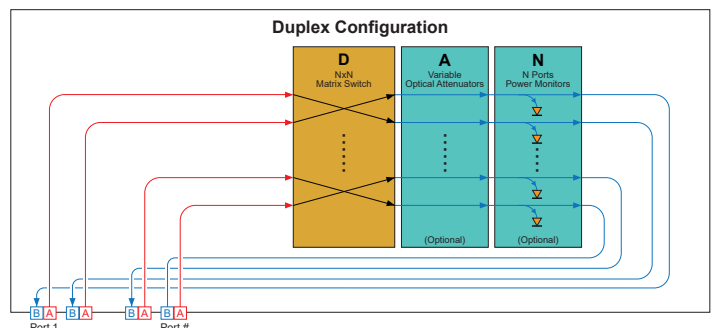 Duplex Configuration
D
NxN
Matrix Switch
A
Variable
Optical Attenuators
N
N Ports
Power Monitors
(Optional)
(Optional)
B A B A B A B A
Port 1 Port #